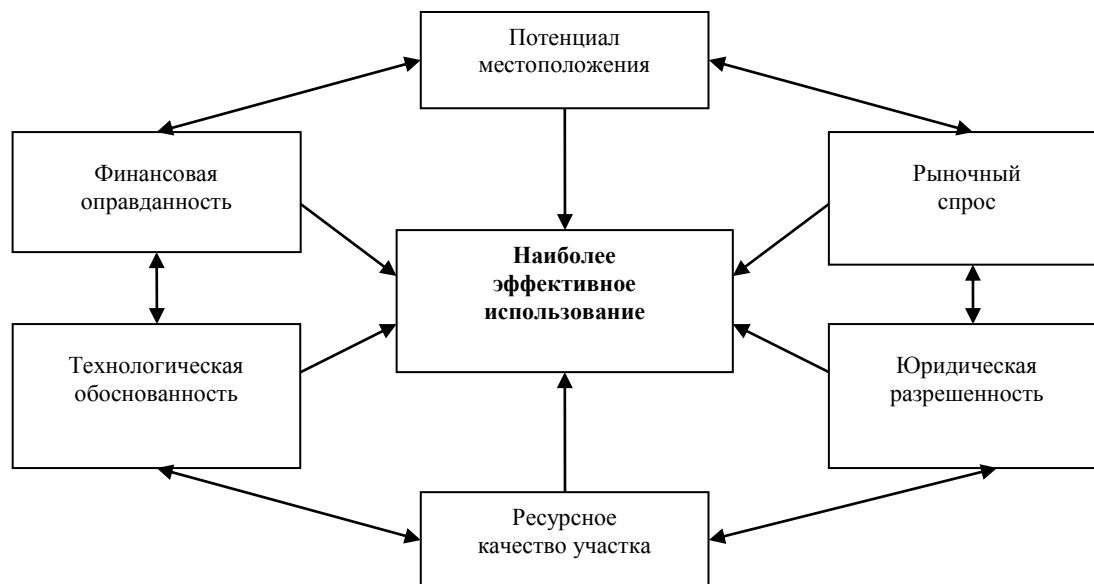 Потенциал
местоположения
Финансовая
оправданность
Рыночный
спрос
Наиболее
эффективное
использование
Технологическая
обоснованность
Юридическая
разрешенность
Ресурсное
качество участка